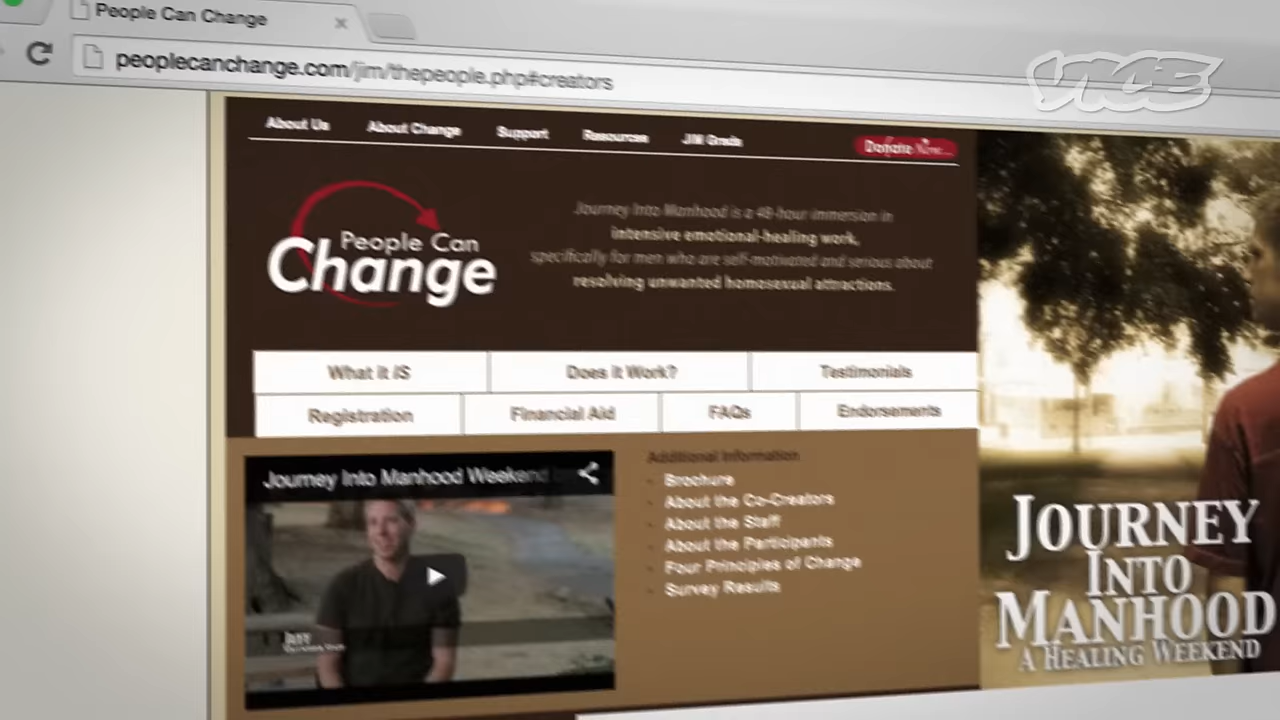 People Can Change
peoplecanchange.com/jim/thepeople.php#creators
VICE
About Us
About Change
Support
Resources
JiM Grads
Donate Now...
People Can
Change
Journey Into Manhood is a 48-hour immersion in
intensive emotional-healing work,
specifically for men who are self-motivated and serious about
resolving unwanted homosexual attractions.
What It IS
Does It Work?
Testimonials
Registration
Financial Aid
FAQs
Endorsements
Journey Into Manhood Weekend
Additional Information
Brochure
About the Co-Creators
About the Staff
About the Participants
Four Principles of Change
Survey Results
JOURNEY
INTO
MANHOOD
A HEALING WEEKEND